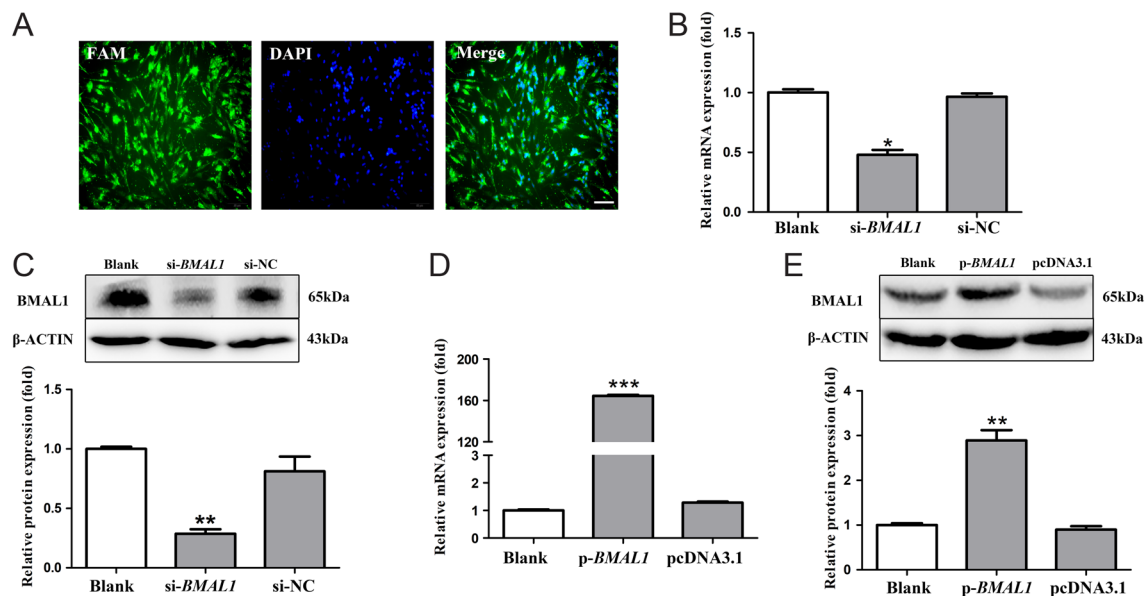 A
FAM
DAPI
Merge
B
Relative mRNA expression (fold)
1.5
1.0
0.5
0.0
*
Blank
si-BMAL1
si-NC
C
Blank
si-BMAL1
si-NC
BMAL1
65kDa
β-ACTIN
43kDa
Relative protein expression (fold)
1.5
1.0
0.5
0.0
**
Blank
si-BMAL1
si-NC
D
Relative mRNA expression (fold)
200
160
120
3
2
1
0
***
Blank
p-BMAL1
pcDNA3.1
E
Blank
p-BMAL1
pcDNA3.1
BMAL1
65kDa
β-ACTIN
43kDa
Relative protein expression (fold)
4
3
2
1
0
**
Blank
p-BMAL1
pcDNA3.1